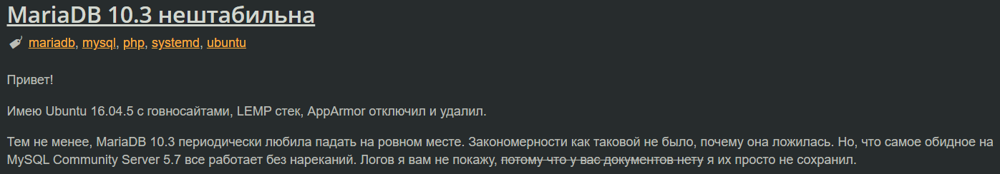 MariaDB 10.3 нештабильна
mariadb, mysql, php, systemd, ubuntu
Привет!
Имею Ubuntu 16.04.5 с говносайтами, LEMP стек, AppArmor отключил и удалил.
Тем не менее, MariaDB 10.3 периодически любила падать на ровном месте. Закономерности как таковой не было, почему она ложилась. Но, что самое обидное на
MySQL Community Server 5.7 все работает без нареканий. Логов я вам не покажу, потому что у вас документов нету я их просто не сохранил.